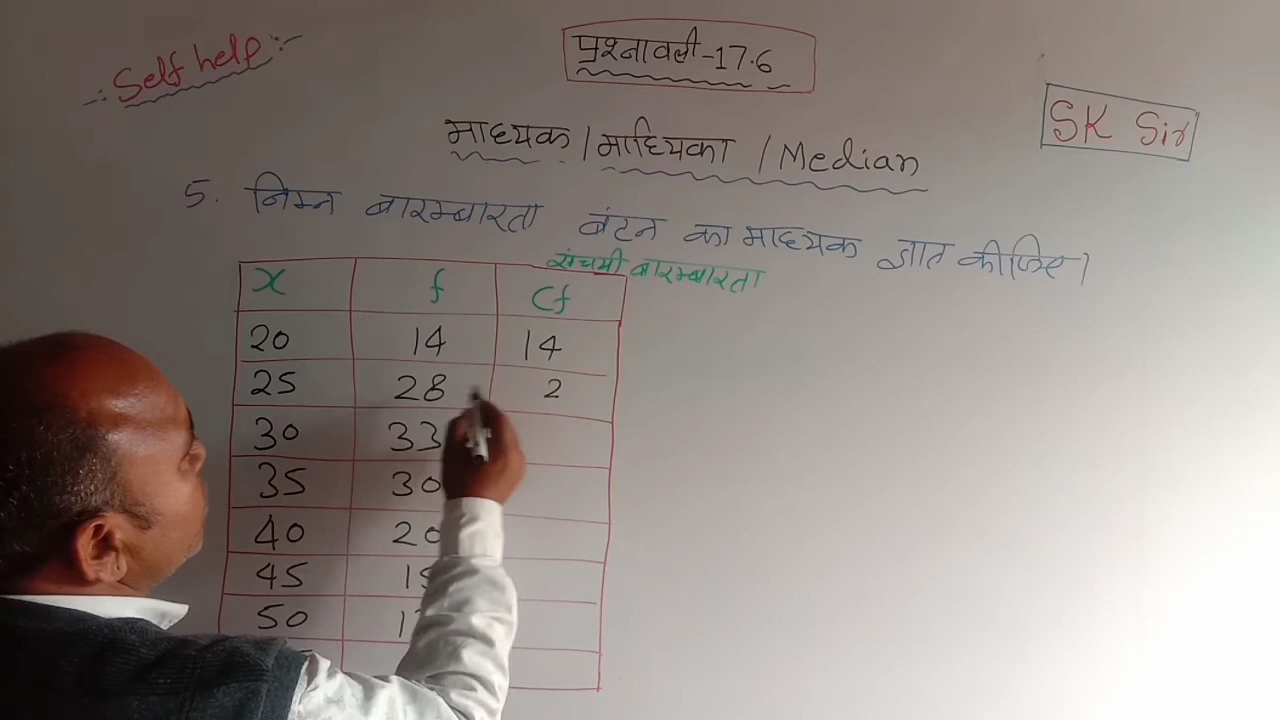 Self help
प्रश्नावली-17.6
SK Sir
माध्यक / माध्यिका / Median
5. निम्न बारम्बारता बंटन का माध्यक ज्ञात कीजिए।
संचयी बारम्बारता
x f Cf
20 14 14
25 28 2
30 33
35 30
40 20
45 15
50